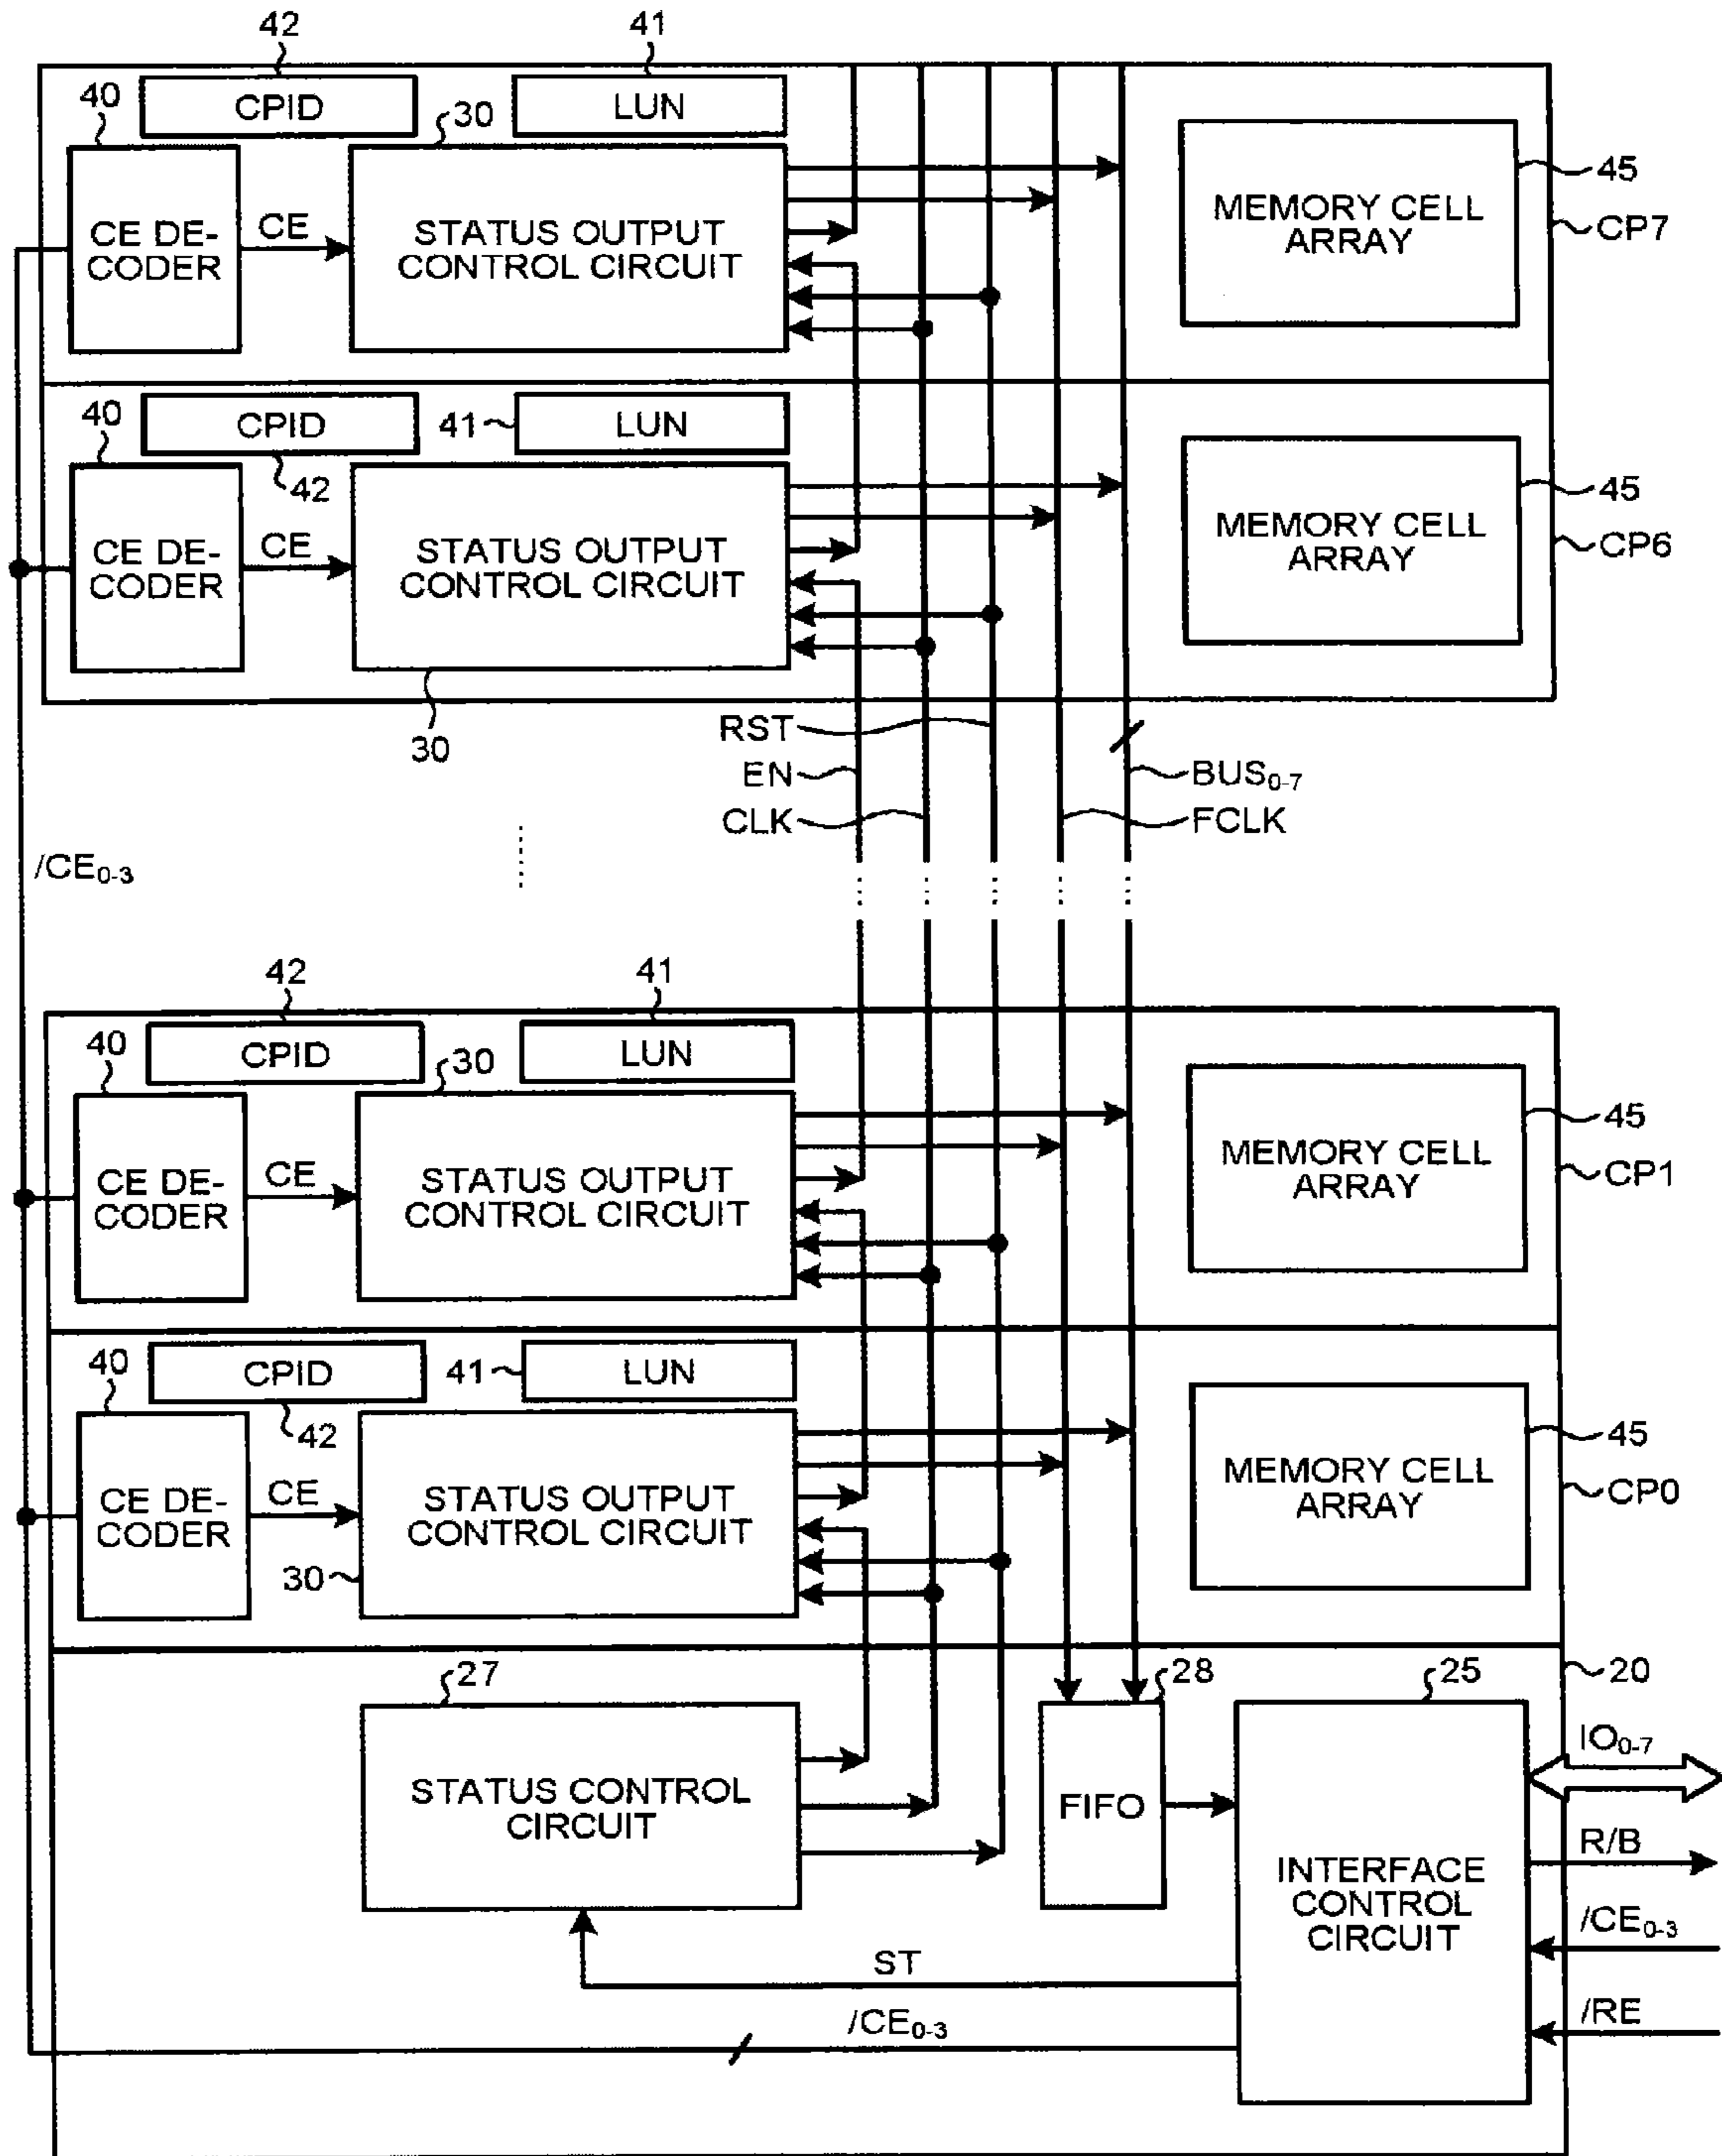 42
41
40
CPID
30
LUN
CE DE-
CODER
CE
STATUS OUTPUT
CONTROL CIRCUIT
MEMORY CELL
ARRAY
45
CP7
40
CPID
42
41
LUN
CE DE-
CODER
CE
STATUS OUTPUT
CONTROL CIRCUIT
30
MEMORY CELL
ARRAY
45
CP6
RST
EN
CLK
BUS0-7
FCLK
/CE0-3
42
41
40
CPID
30
LUN
CE DE-
CODER
CE
STATUS OUTPUT
CONTROL CIRCUIT
MEMORY CELL
ARRAY
45
CP1
40
CPID
42
41
LUN
CE DE-
CODER
CE
STATUS OUTPUT
CONTROL CIRCUIT
30
MEMORY CELL
ARRAY
45
CP0
27
28
25
20
STATUS CONTROL
CIRCUIT
FIFO
INTERFACE
CONTROL
CIRCUIT
IO0-7
R/B
/CE0-3
/RE
ST
/CE0-3